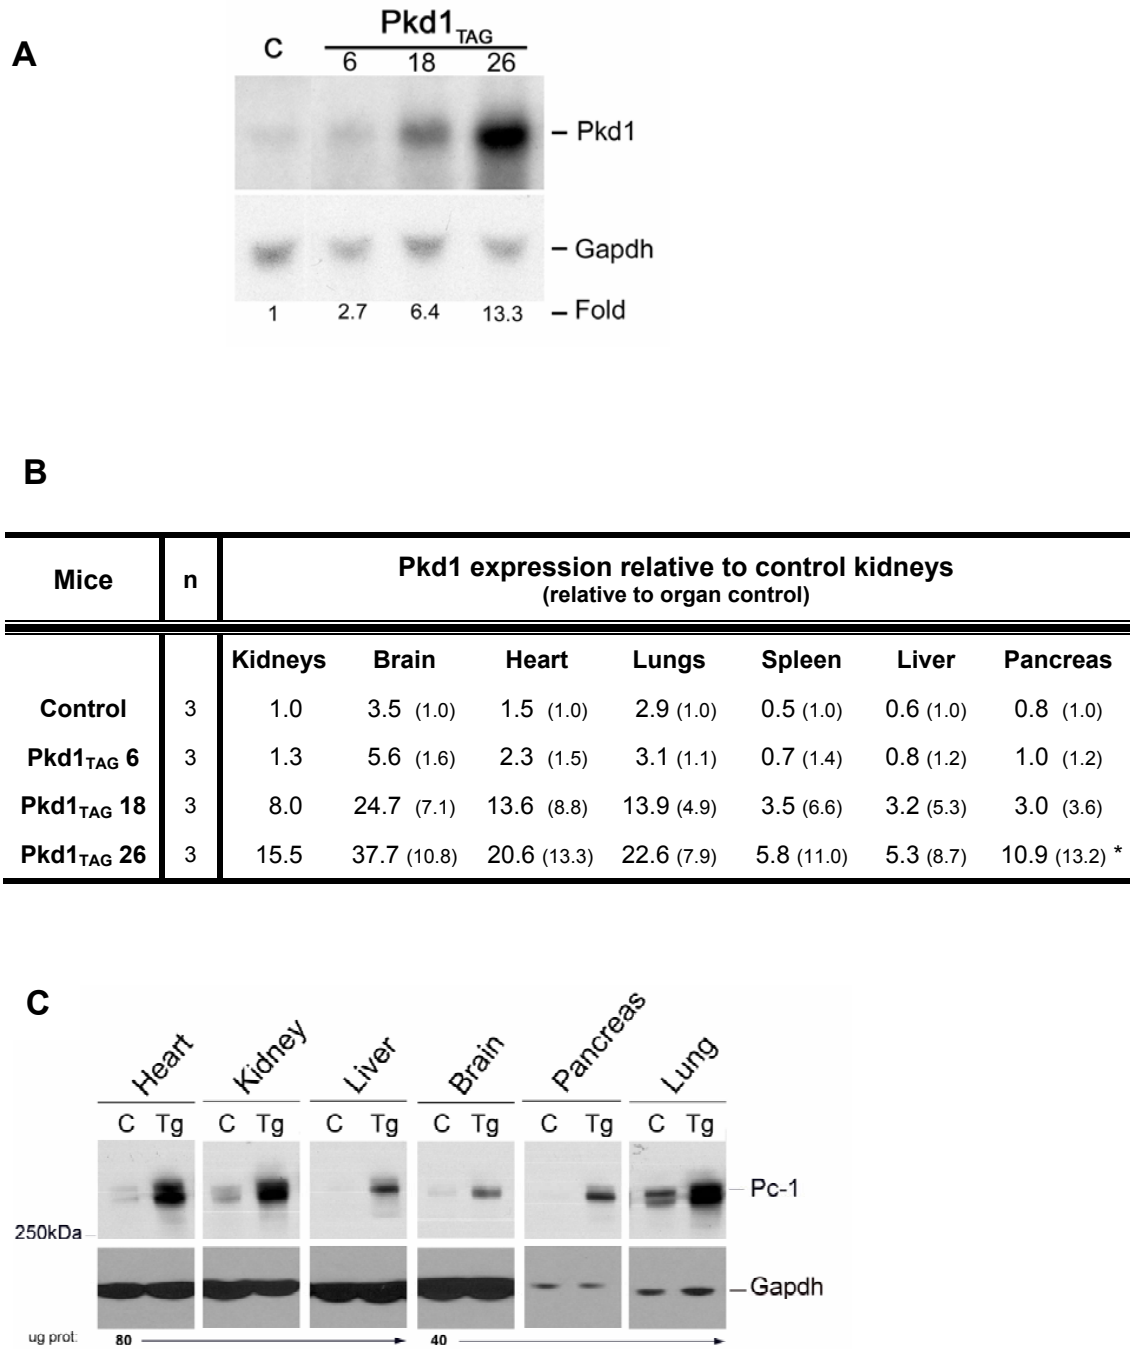 A
Pkd1TAG
C 6 18 26
– Pkd1
– Gapdh
1 2.7 6.4 13.3 – Fold
B
Mice n Pkd1 expression relative to control kidneys
(relative to organ control)
Kidneys Brain Heart Lungs Spleen Liver Pancreas
Control 3 1.0 3.5 (1.0) 1.5 (1.0) 2.9 (1.0) 0.5 (1.0) 0.6 (1.0) 0.8 (1.0)
Pkd1TAG 6 3 1.3 5.6 (1.6) 2.3 (1.5) 3.1 (1.1) 0.7 (1.4) 0.8 (1.2) 1.0 (1.2)
Pkd1TAG 18 3 8.0 24.7 (7.1) 13.6 (8.8) 13.9 (4.9) 3.5 (6.6) 3.2 (5.3) 3.0 (3.6)
Pkd1TAG 26 3 15.5 37.7 (10.8) 20.6 (13.3) 22.6 (7.9) 5.8 (11.0) 5.3 (8.7) 10.9 (13.2) *
C
Heart Kidney Liver Brain Pancreas Lung
C Tg C Tg C Tg C Tg C Tg C Tg
Pc-1
250kDa
Gapdh
ug prot: 80 40